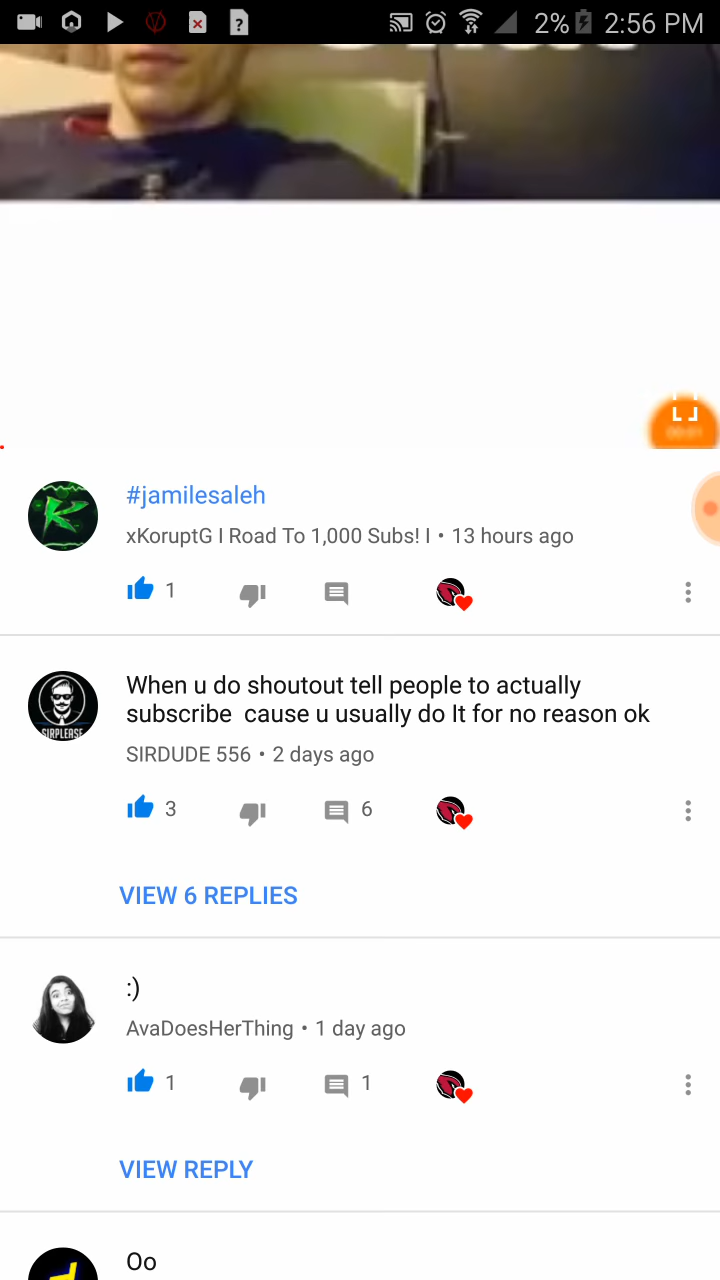 2% 2:56 PM
#jamilesaleh
xKoruptG l Road To 1,000 Subs! l • 13 hours ago
1
When u do shoutout tell people to actually
subscribe  cause u usually do It for no reason ok
SIRPLEASE
SIRDUDE 556 • 2 days ago
3 6
VIEW 6 REPLIES
:)
AvaDoesHerThing • 1 day ago
1 1
VIEW REPLY
Oo